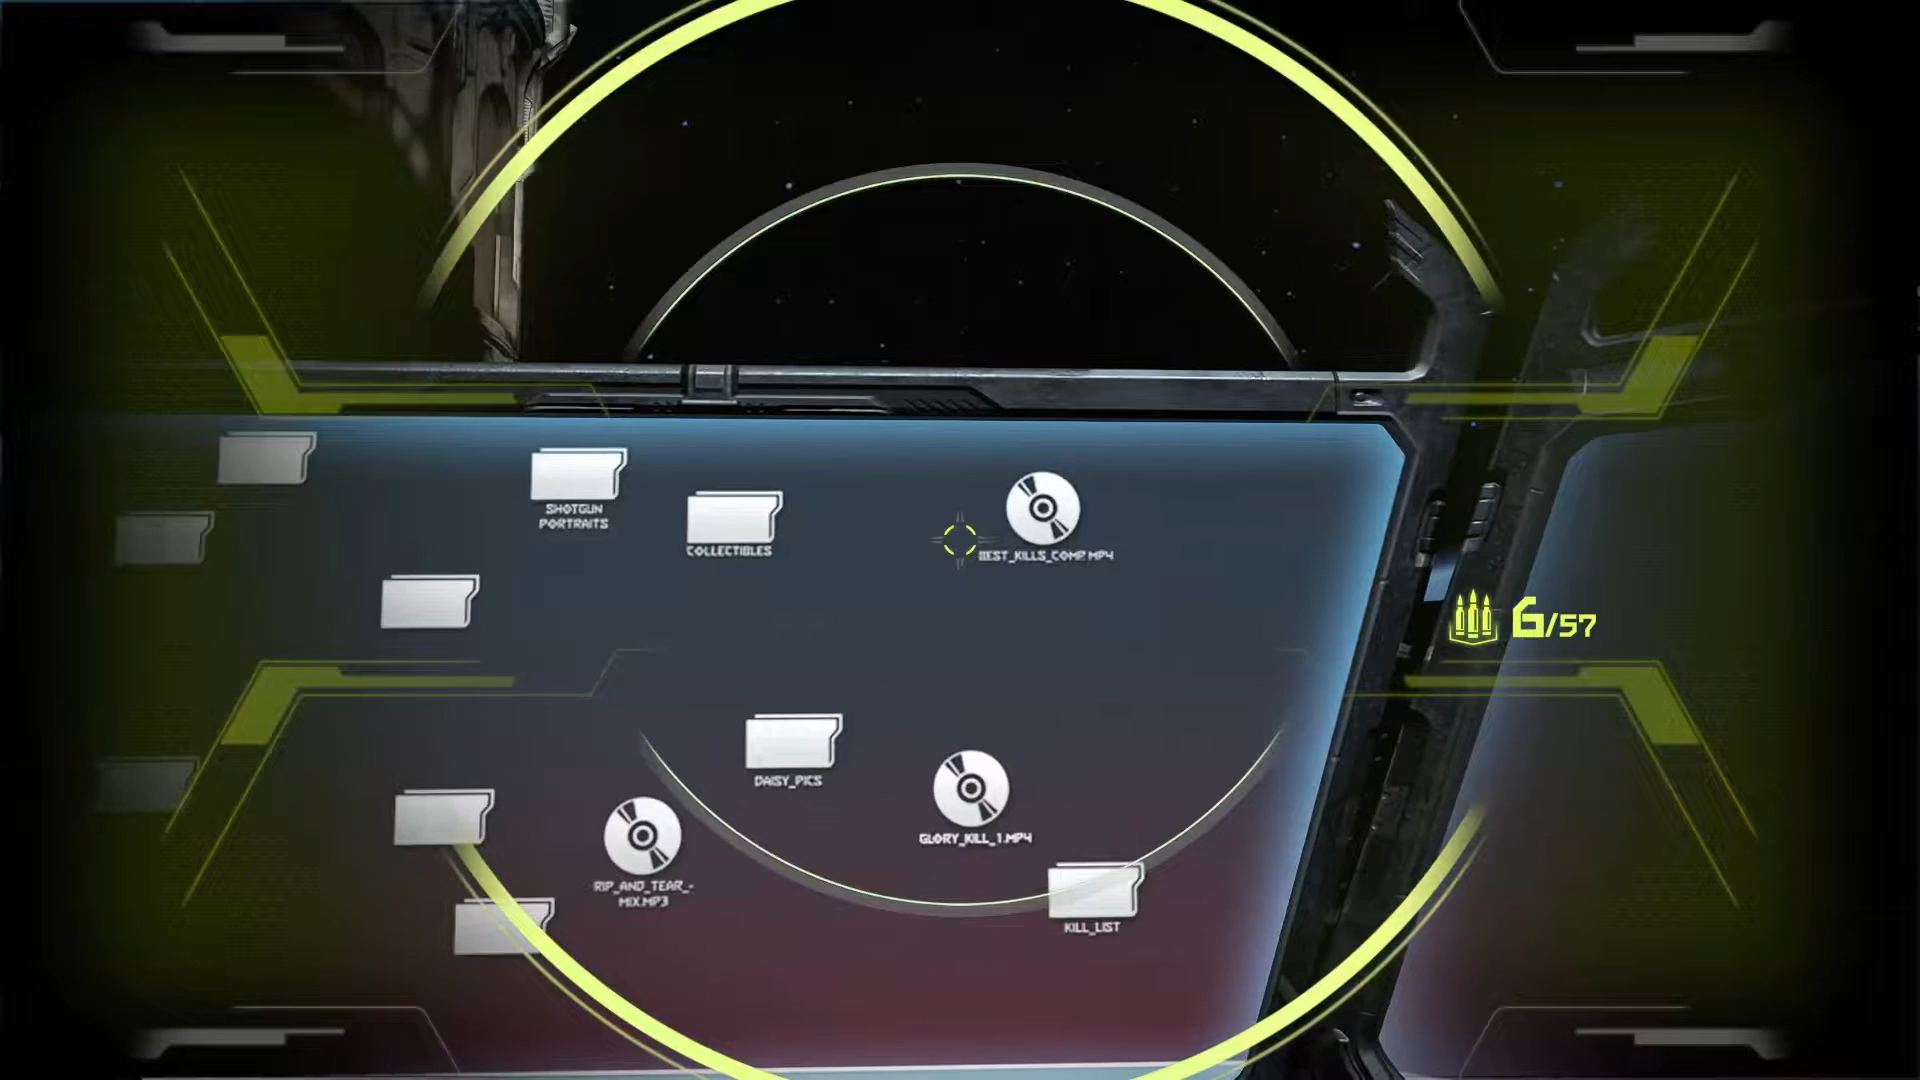 SHOTGUN
PORTRAITS
COLLECTIBLES
BEST_KILLS_COMP.MP4
6/57
DAISY_PICS
GLORY_KILL_1.MP4
RIP_AND_TEAR_-
MIX.MP3
KILL_LIST